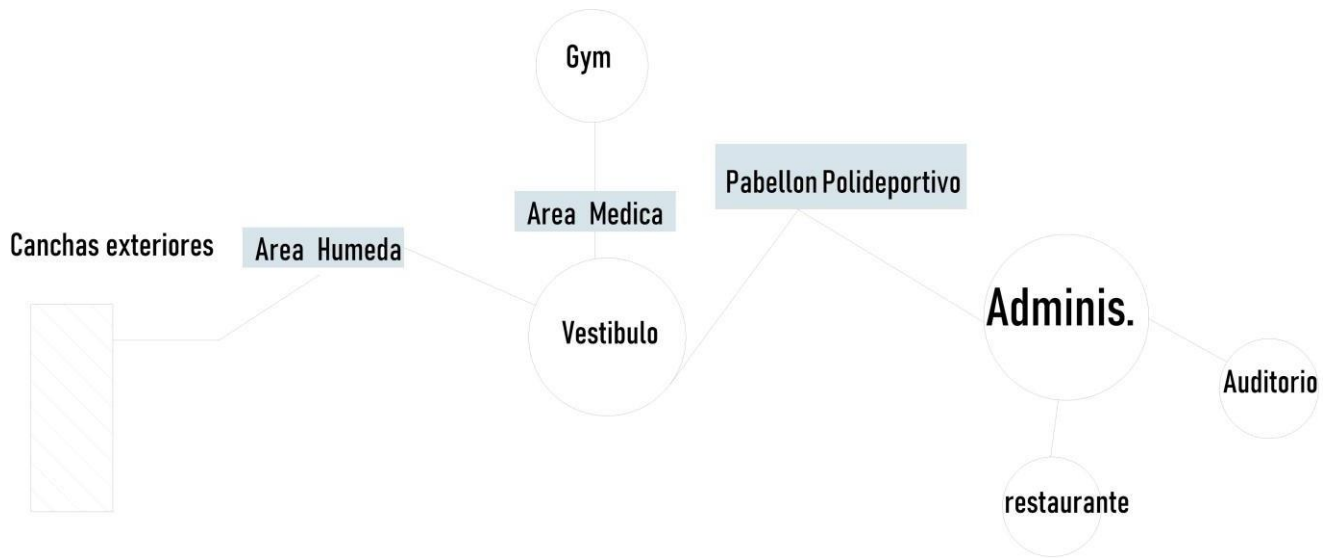 Gym
Pabellon Polideportivo
Area Medica
Canchas exteriores
Area Humeda
Vestibulo
Adminis.
Auditorio
restaurante